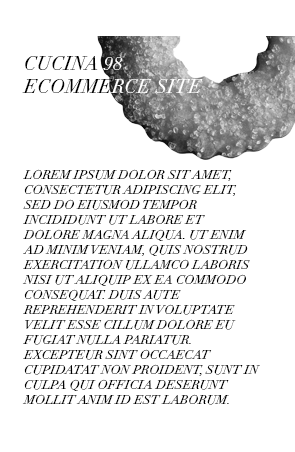 CUCINA 98.
ECOMMERCE SITE
LOREM IPSUM DOLOR SIT AMET,
CONSECTETUR ADIPISCING ELIT,
SED DO EIUSMOD TEMPOR
INCIDIDUNT UT LABORE ET
DOLORE MAGNA ALIQUA. UT ENIM
AD MINIM VENIAM, QUIS NOSTRUD
EXERCITATION ULLAMCO LABORIS
NISI UT ALIQUIP EX EA COMMODO
CONSEQUAT. DUIS AUTE
REPREHENDERIT IN VOLUPTATE
VELIT ESSE CILLUM DOLORE EU
FUGIAT NULLA PARIATUR.
EXCEPTEUR SINT OCCAECAT
CUPIDATAT NON PROIDENT, SUNT IN
CULPA QUI OFFICIA DESERUNT
MOLLIT ANIM ID EST LABORUM.